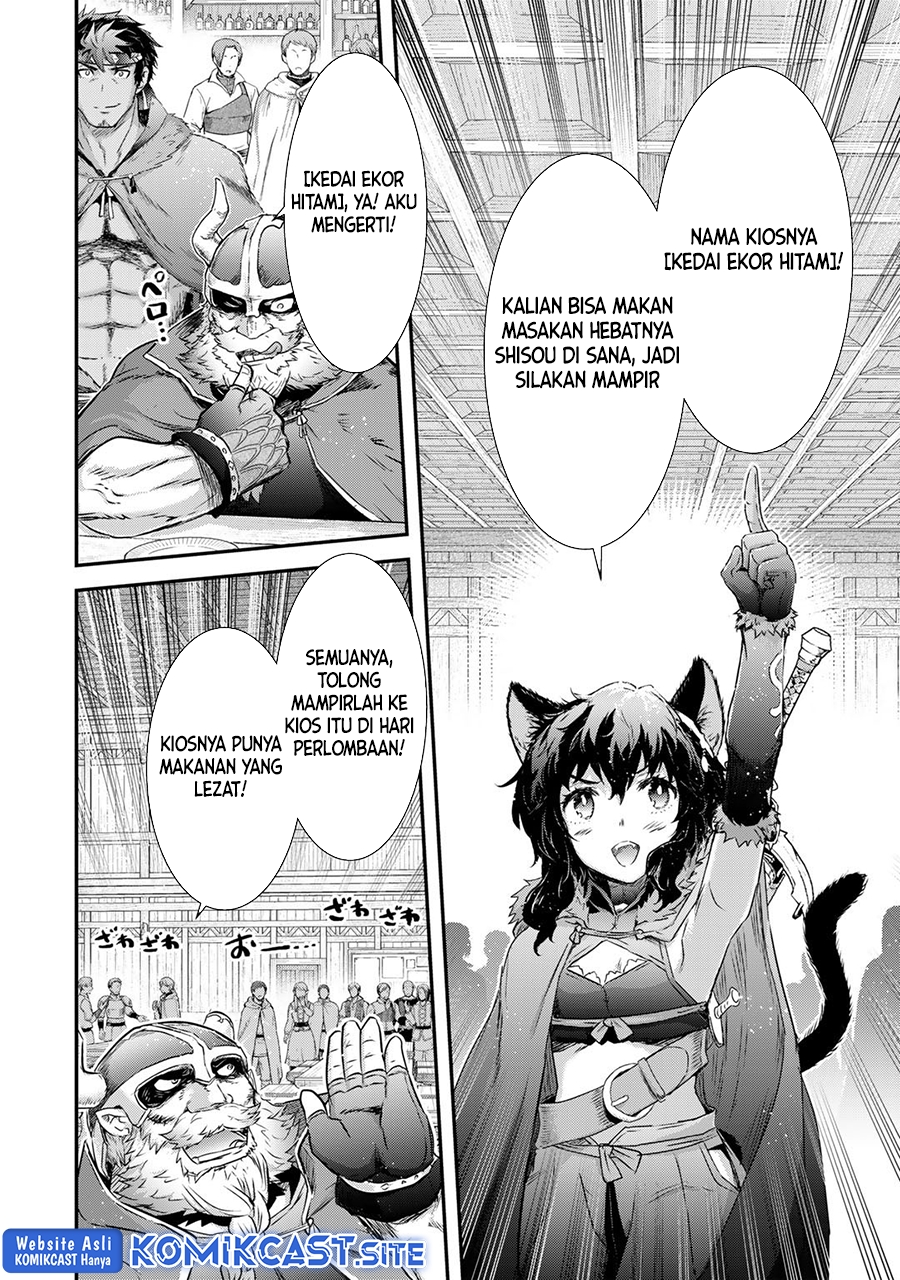 NAMA KIOSNYA
[KEDAI EKOR HITAM]!
KALIAN BISA MAKAN
MASAKAN HEBATNYA
SHISOU DI SANA, JADI
SILAKAN MAMPIR
[KEDAI EKOR
HITAM], YA! AKU
MENGERTI!
ペロ…
SEMUANYA,
TOLONG
MAMPIRLAH KE
KIOS ITU DI HARI
PERLOMBAAN!
KIOSNYA PUNYA
MAKANAN YANG
LEZAT!
おー……
ざわ
ざわ
ざわ
ざわ
Website Asli
KOMIKCAST Hanya
KOMIKCAST.SITE